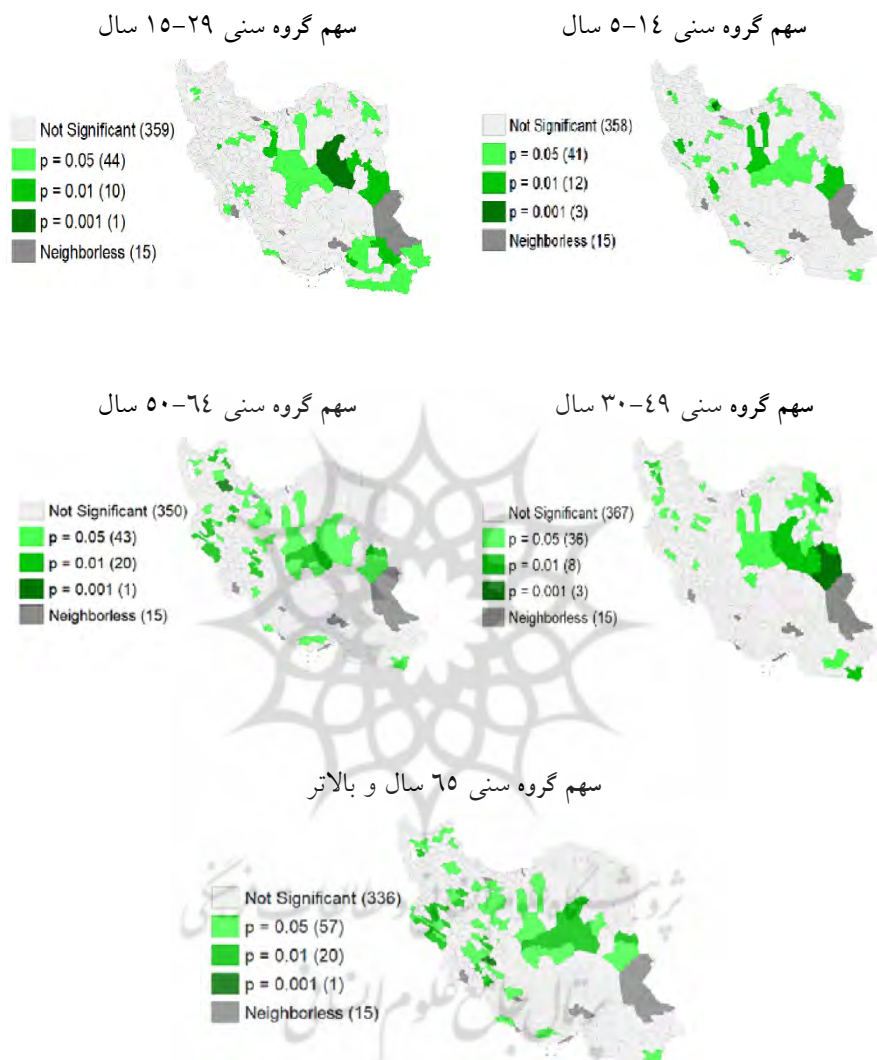 سهم گروه سنی ١٤-٥ سال
Not Significant (358)
p = 0.05 (41)
p = 0.01 (12)
p = 0.001 (3)
Neighborless (15)
سهم گروه سنی ٢٩-١٥ سال
Not Significant (359)
p = 0.05 (44)
p = 0.01 (10)
p = 0.001 (1)
Neighborless (15)
سهم گروه سنی ٤٩-٣٠ سال
Not Significant (367)
p = 0.05 (36)
p = 0.01 (8)
p = 0.001 (3)
Neighborless (15)
سهم گروه سنی ٦٤-٥٠ سال
Not Significant (350)
p = 0.05 (43)
p = 0.01 (20)
p = 0.001 (1)
Neighborless (15)
سهم گروه سنی ٦٥ سال و بالاتر
Not Significant (336)
p = 0.05 (57)
p = 0.01 (20)
p = 0.001 (1)
Neighborless (15)